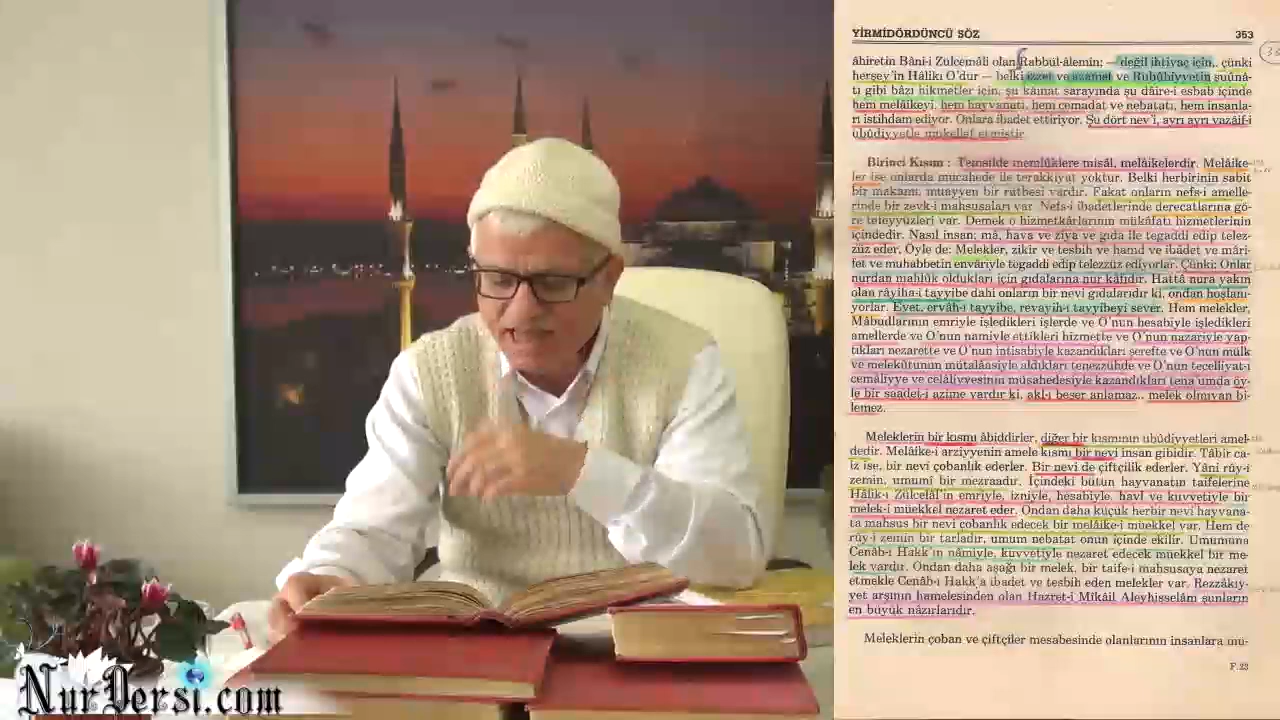 YİRMİDÖRDÜNCÜ SÖZ 353
âhiretin Bâni-i Zülcemâli olan Rabbül-âlemin; — değil ihtiyaç için.. çünki
herşey'in Hâlikı O'dur — belki izzet ve azamet ve Rubûbiyyetin şuûnâ-
tı gibi bâzı hikmetler için, şu kâinat sarayında şu dâire-i esbab içinde
hem melâikeyi, hem hayvanâtı, hem cemâdat ve nebatatı, hem insanla-
rı istihdam ediyor. Onlara ibadet ettiriyor. Şu dört nev'i, ayrı ayrı vazâif-i
ubûdiyyetle mükellef etmiştir.
Birinci Kısım : Temsilde memlûklere misâl, melâikelerdir. Melâike-
ler ise onlarda mücahede ile terakkiyat yoktur. Belki herbirinin sabit
bir makamı, muayyen bir rütbesi vardır. Fakat onların nefs-i amelle-
rinde bir zevk-i mahsusaları var. Nefs-i ibadetlerinde derecatlarına gö-
re tefeyyüzleri var. Demek o hizmetkârlarının mükâfatı hizmetlerinin
içindedir. Nasıl insan; mâ, hava ve ziya ve gıda ile tegaddi edip telez-
züz eder. Öyle de; Melekler, zikir ve tesbih ve hamd ve ibâdet ve mâri-
fet ve muhabbetin envâriyle tegaddi edip telezzüz ediyorlar. Çünki: Onlar
nurdan mahlûk oldukları için gıdalarına nur kâfidir. Hattâ nura yakın
olan râyiha-i tayyibe dahi onların bir nevi gıdalarıdır ki, ondan hoşlanı-
yorlar. Evet, ervâh-ı tayyibe, revayih-i tayyibeyi sever. Hem melekler,
Mâbudlarının emriyle işledikleri işlerde ve O'nun hesabiyle işledikleri
amellerde ve O'nun namiyle ettikleri hizmette ve O'nun nazariyle yap-
tıkları nezarette ve O'nun intisabiyle kazandıkları şerefte ve O'nun mülk
ve melekûtunun mütalâasiyle aldıkları tenezzühde ve O'nun tecelliyat-ı
cemâliyye ve celâliyyesinin müşahedesiyle kazandıkları tena'umda öy-
le bir saâdet-i azime vardır ki, akl-ı beşer anlamaz.. melek olmıyan bi-
lemez.
Meleklerin bir kısmı âbiddirler, diğer bir kısmının ubûdiyyetleri amel-
dedir. Melâike-i arziyyenin amele kısmı bir nevi insan gibidir. Tâbir ca-
iz ise, bir nevi çobanlık ederler. Bir nevi de çiftçilik ederler. Yâni rûy-i
zemin, umumî bir mezraadır. İçindeki bütün hayvanatın taifelerine
Hâlik-ı Zülcelâl'in emriyle, izniyle, hesabiyle, havl ve kuvvetiyle bir
melek-i müekkel nezaret eder. Ondan daha küçük herbir nevi hayvana-
ta mahsus bir nevi çobanlık edecek bir melâike-i müekkel var. Hem de
rûy-i zemin bir tarladır, umum nebatat onun içinde ekilir. Umumuna
Cenâb-ı Hakk'ın nâmiyle, kuvvetiyle nezaret edecek müekkel bir me-
lek vardır. Ondan daha aşağı bir melek, bir taife-i mahsusaya nezaret
etmekle Cenâb-ı Hakk'a ibadet ve tesbih eden melekler var. Rezzâkıy-
yet arşının hamelesinden olan Hazret-i Mikâil Aleyhisselâm şunların
en büyük nâzırlarıdır.
Meleklerin çoban ve çiftçiler mesabesinde olanlarının insanlara mü-
F. 23
NurDersi.com